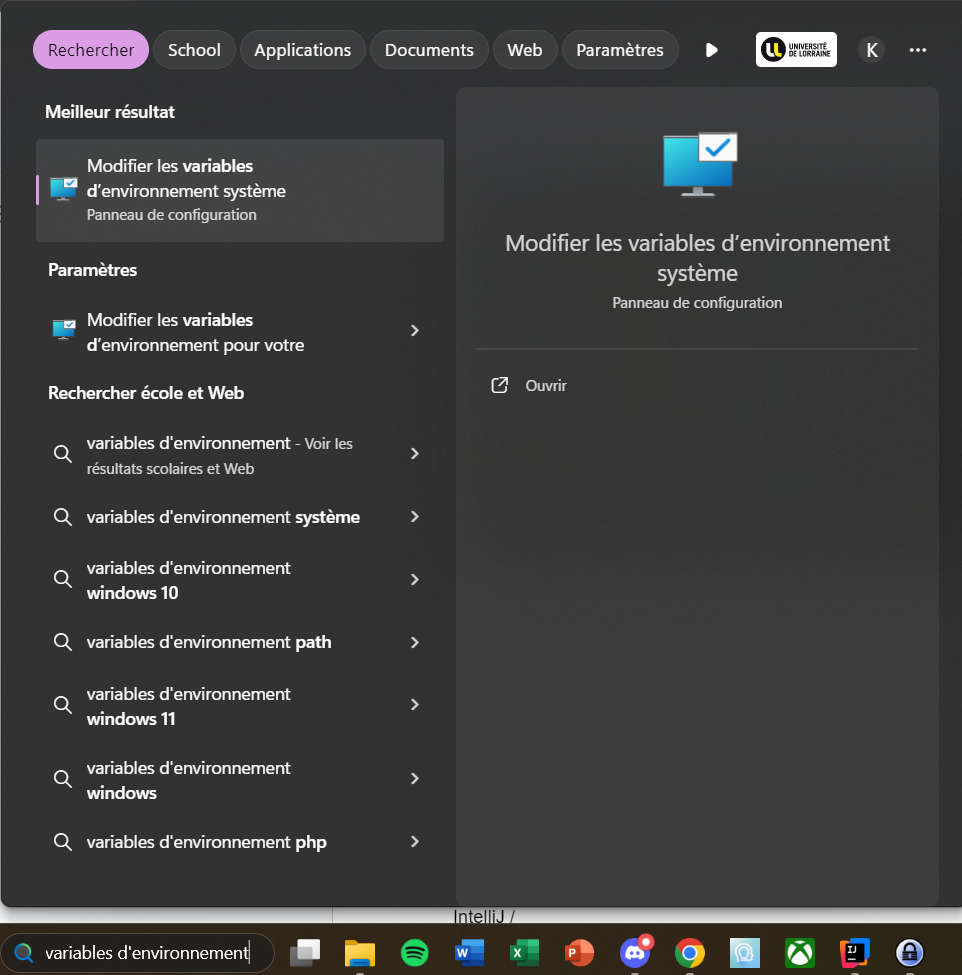 Rechercher
School
Applications
Documents
Web
Paramètres
UNIVERSITÉ
DE LORRAINE
K
Meilleur résultat
Modifier les variables
d’environnement système
Panneau de configuration
Paramètres
Modifier les variables
d’environnement pour votre
Rechercher école et Web
variables d'environnement - Voir les
résultats scolaires et Web
variables d'environnement système
variables d'environnement
windows 10
variables d'environnement path
variables d'environnement
windows 11
variables d'environnement
windows
variables d'environnement php
Modifier les variables d’environnement
système
Panneau de configuration
Ouvrir
IntelliJ /
variables d'environnement
W
X
P
IJ